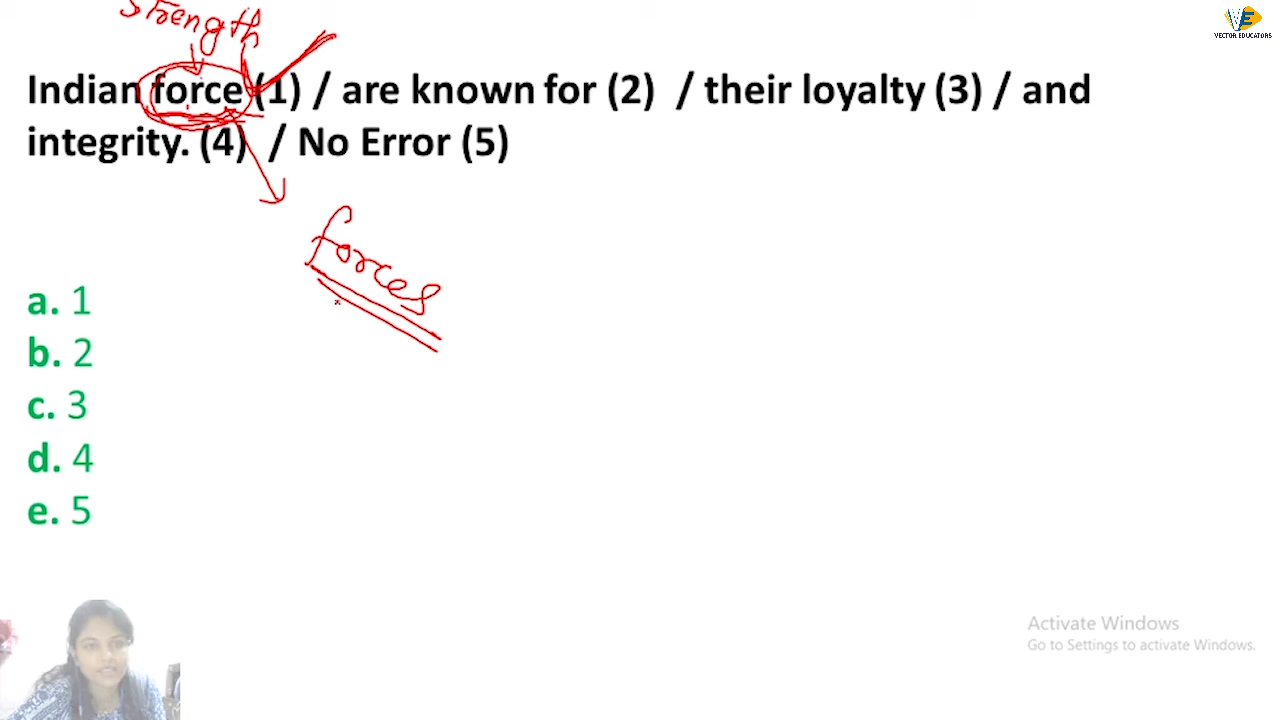 strength
VECTOR EDUCATORS
Indian force (1) / are known for (2) / their loyalty (3) / and
integrity. (4) / No Error (5)
forces
a. 1
b. 2
c. 3
d. 4
e. 5
Activate Windows
Go to Settings to activate Windows.